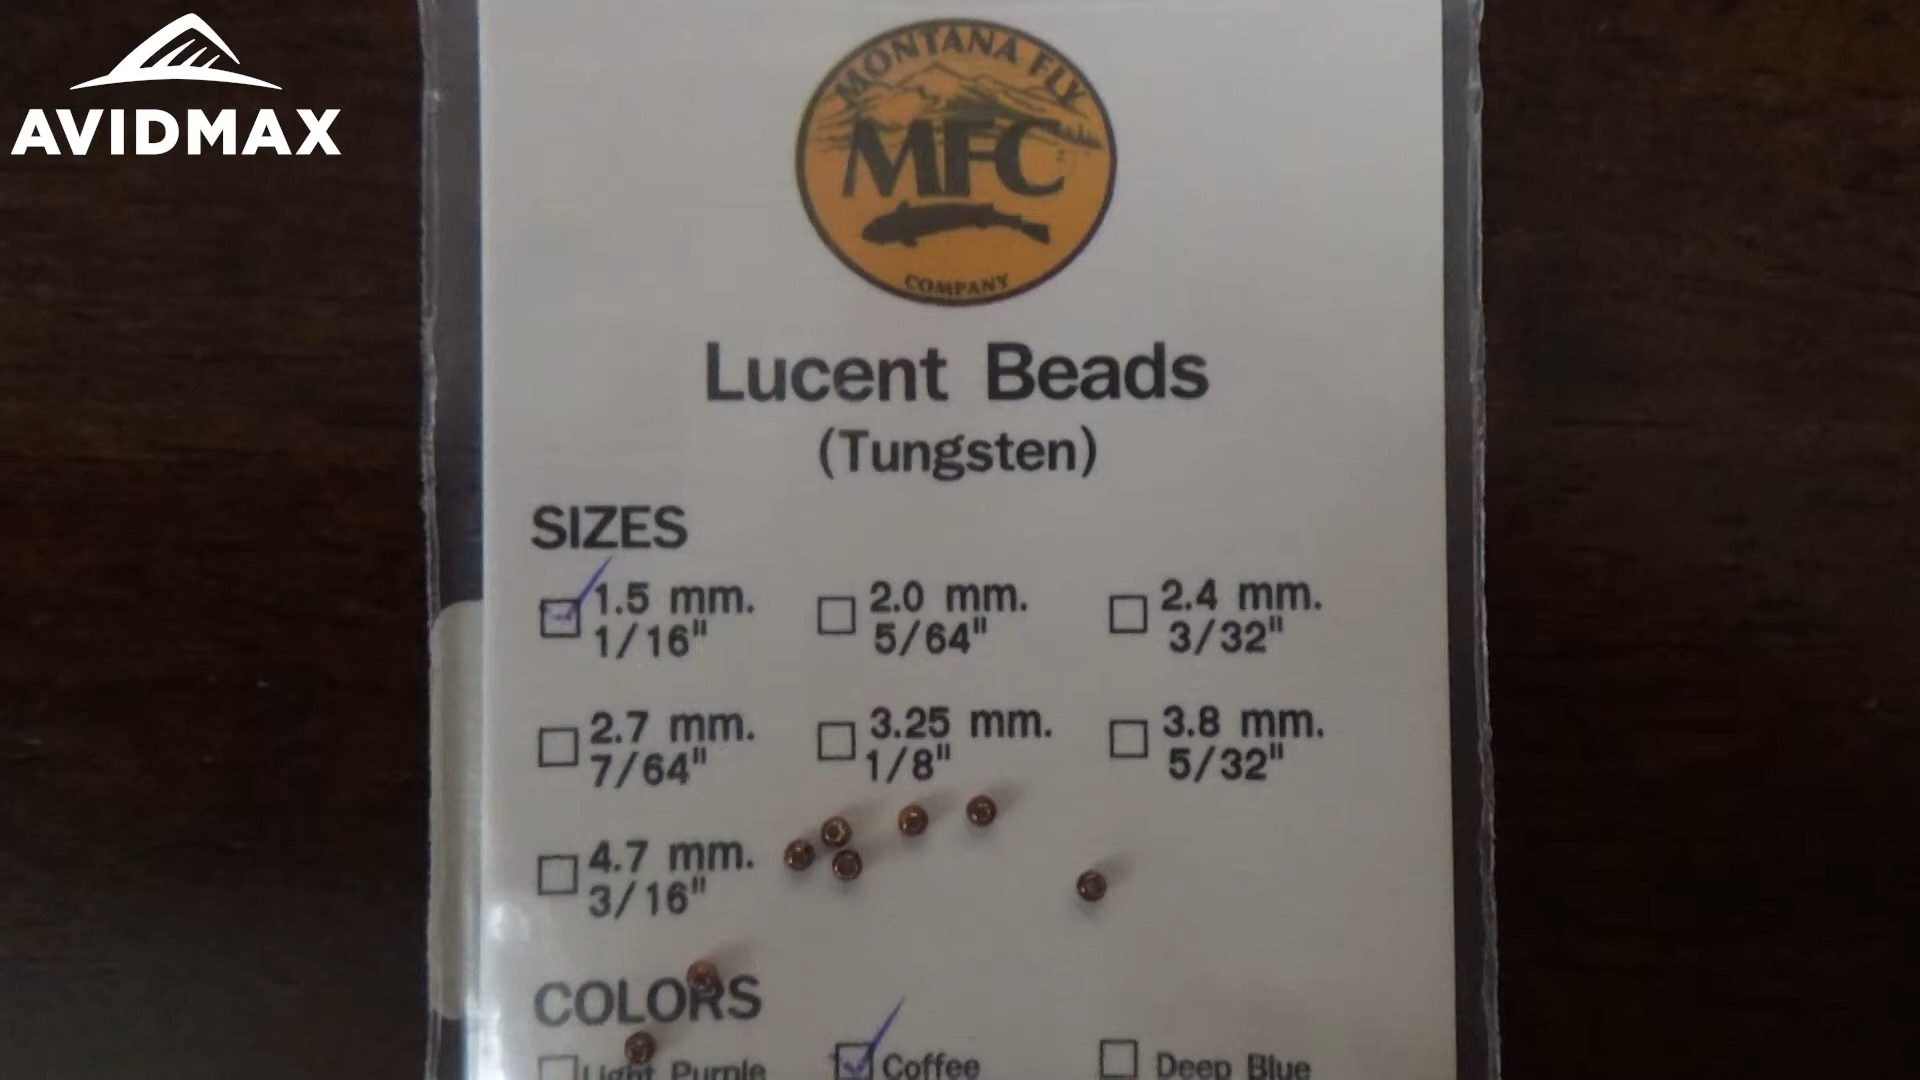 AVIDMAX
MONTANA FLY
MFC
COMPANY
Lucent Beads
(Tungsten)
SIZES
1.5 mm. 2.0 mm. 2.4 mm.
1/16" 5/64" 3/32"
2.7 mm. 3.25 mm. 3.8 mm.
7/64" 1/8" 5/32"
4.7 mm.
3/16"
COLORS
Light Purple Coffee Deep Blue